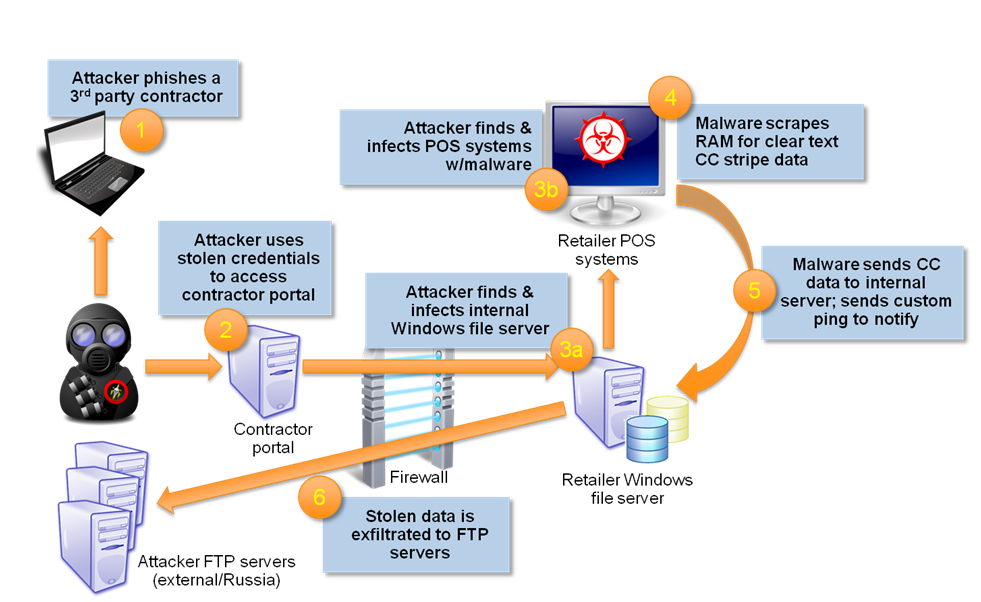 Attacker phishes a
3rd party contractor
1
Attacker uses
stolen credentials
to access
contractor portal
2
Contractor
portal
Attacker finds &
infects internal
Windows file server
3a
Firewall
Retailer Windows
file server
Attacker finds &
infects POS systems
w/malware
3b
Retailer POS
systems
4
Malware scrapes
RAM for clear text
CC stripe data
5
Malware sends CC
data to internal
server; sends custom
ping to notify
6
Stolen data is
exfiltrated to FTP
servers
Attacker FTP servers
(external/Russia)